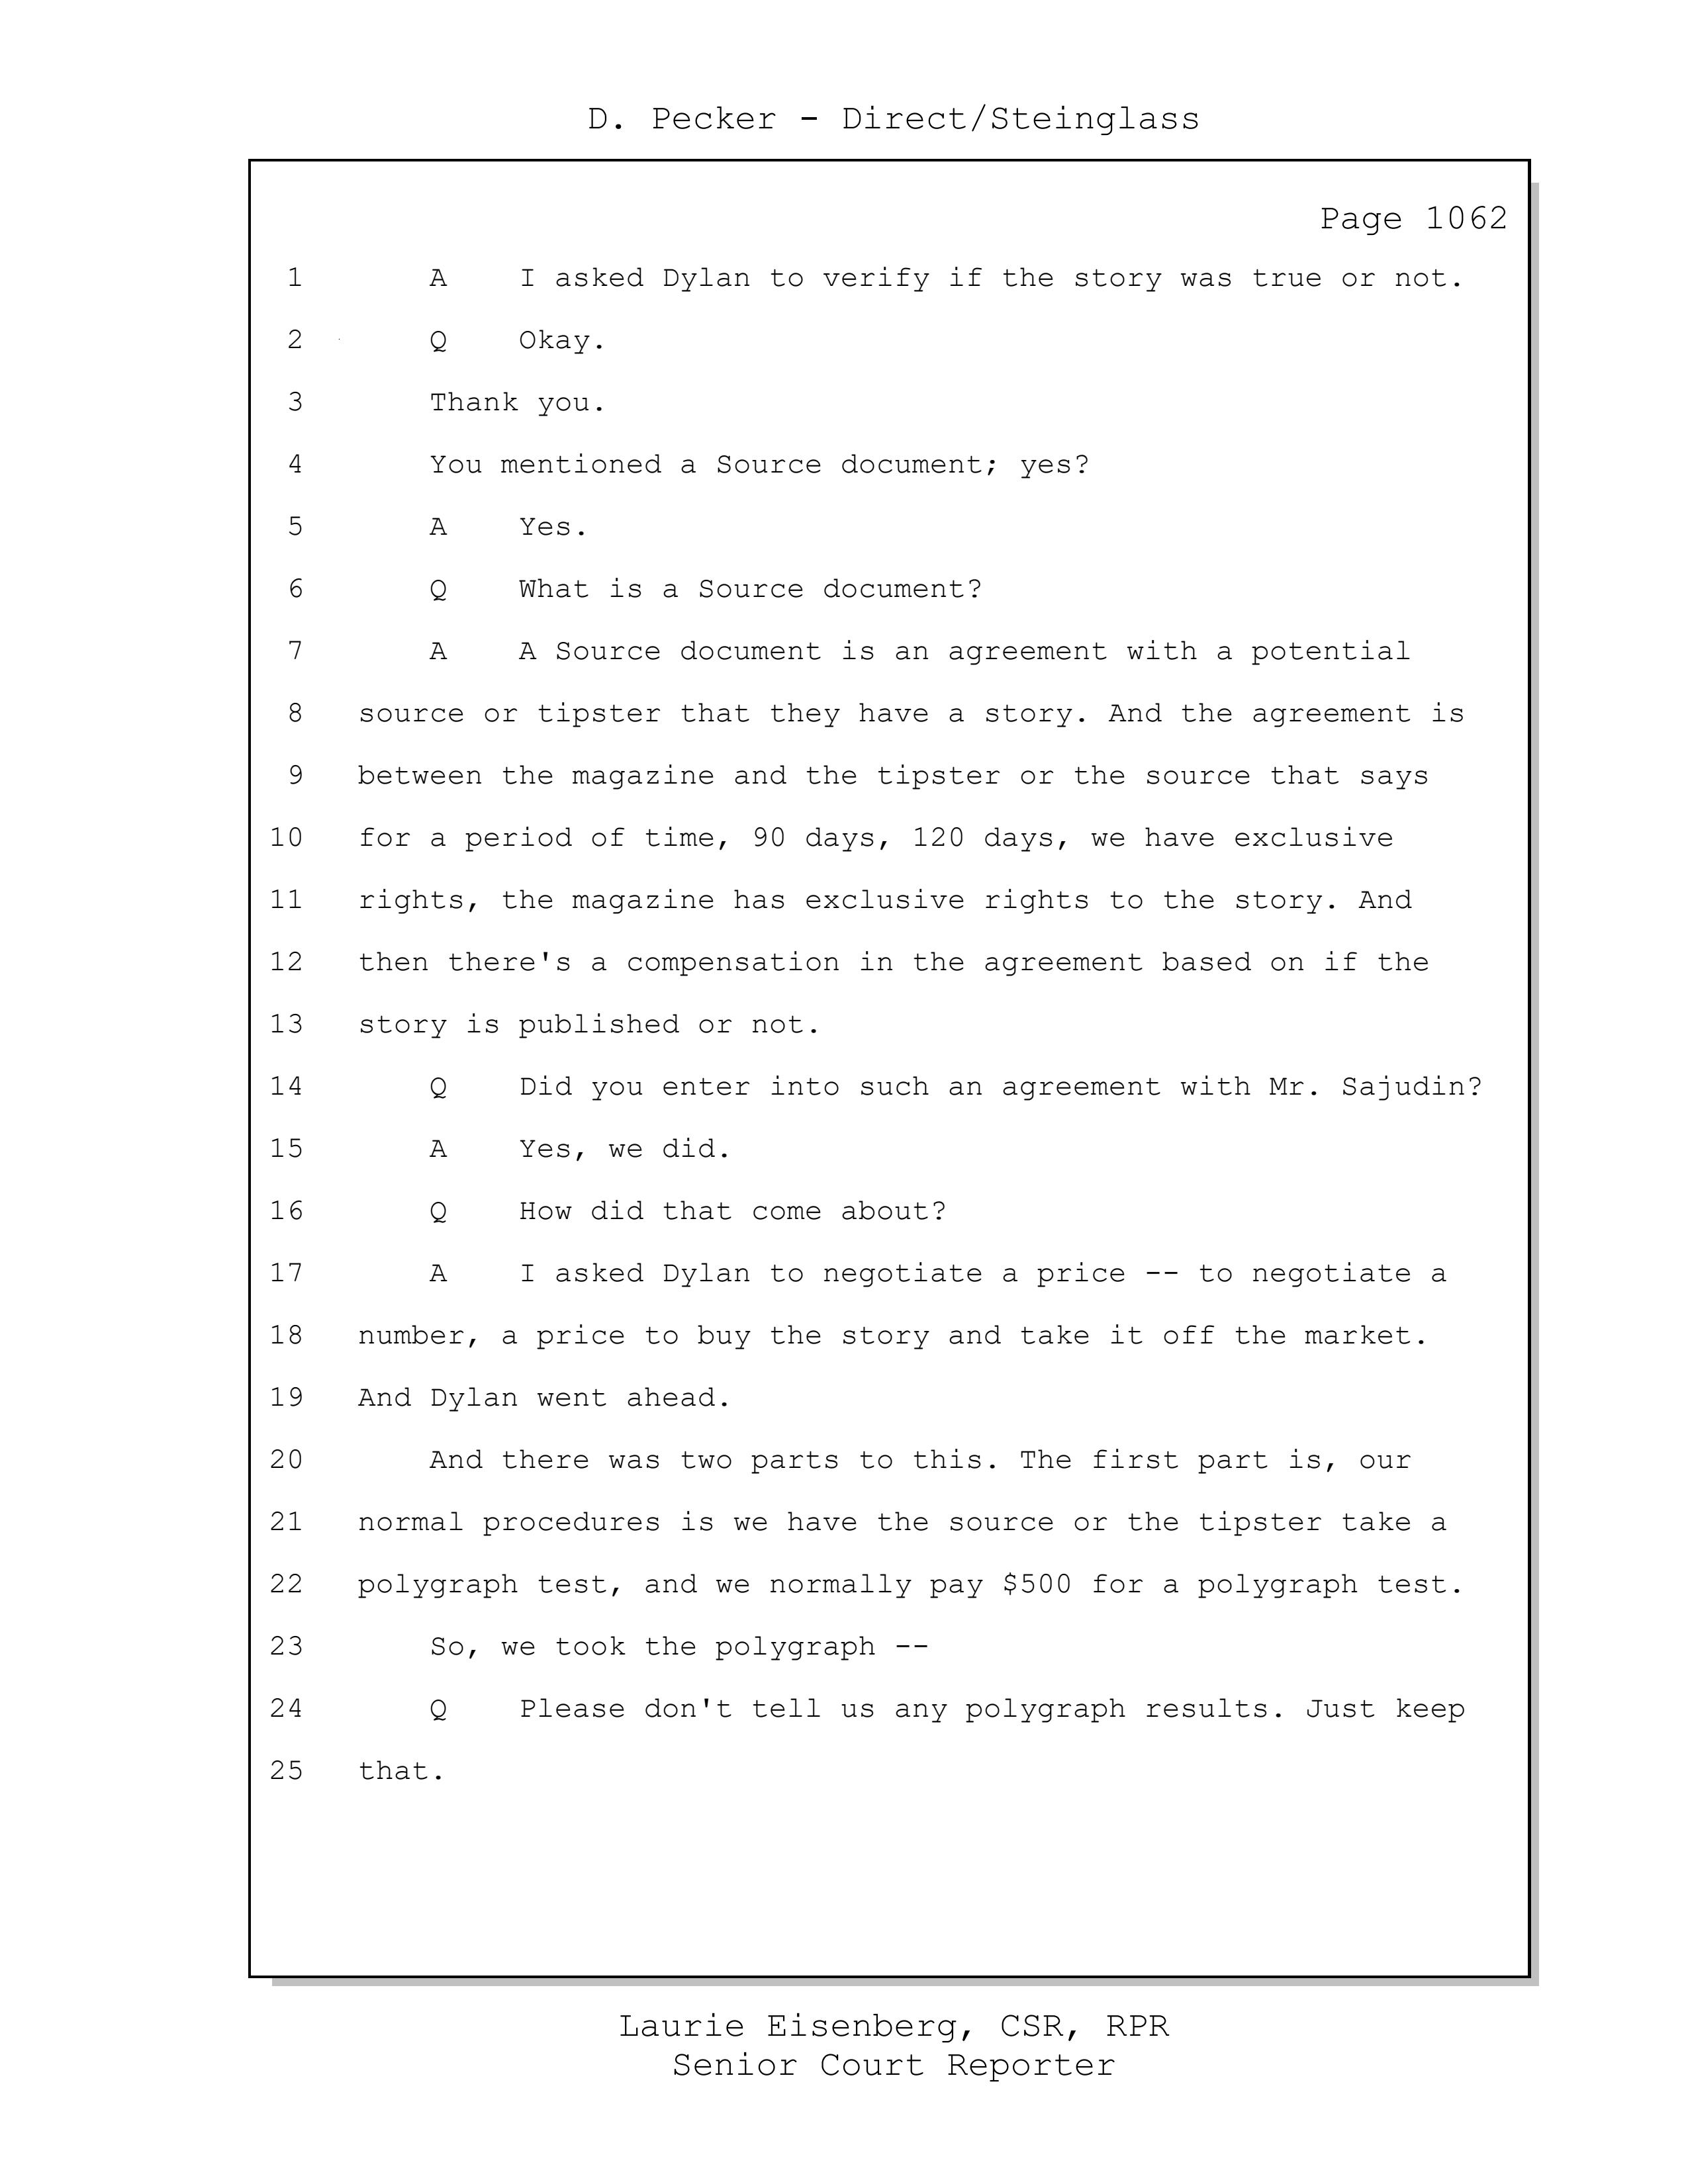 D. Pecker - Direct/Steinglass
Page 1062
1 A I asked Dylan to verify if the story was true or not.
2 Q Okay.
3 Thank you.
4 You mentioned a Source document; yes?
5 A Yes.
6 Q What is a Source document?
7 A A Source document is an agreement with a potential
8 source or tipster that they have a story. And the agreement is
9 between the magazine and the tipster or the source that says
10 for a period of time, 90 days, 120 days, we have exclusive
11 rights, the magazine has exclusive rights to the story. And
12 then there's a compensation in the agreement based on if the
13 story is published or not.
14 Q Did you enter into such an agreement with Mr. Sajudin?
15 A Yes, we did.
16 Q How did that come about?
17 A I asked Dylan to negotiate a price -- to negotiate a
18 number, a price to buy the story and take it off the market.
19 And Dylan went ahead.
20 And there was two parts to this. The first part is, our
21 normal procedures is we have the source or the tipster take a
22 polygraph test, and we normally pay $500 for a polygraph test.
23 So, we took the polygraph --
24 Q Please don't tell us any polygraph results. Just keep
25 that.
Laurie Eisenberg, CSR, RPR
Senior Court Reporter